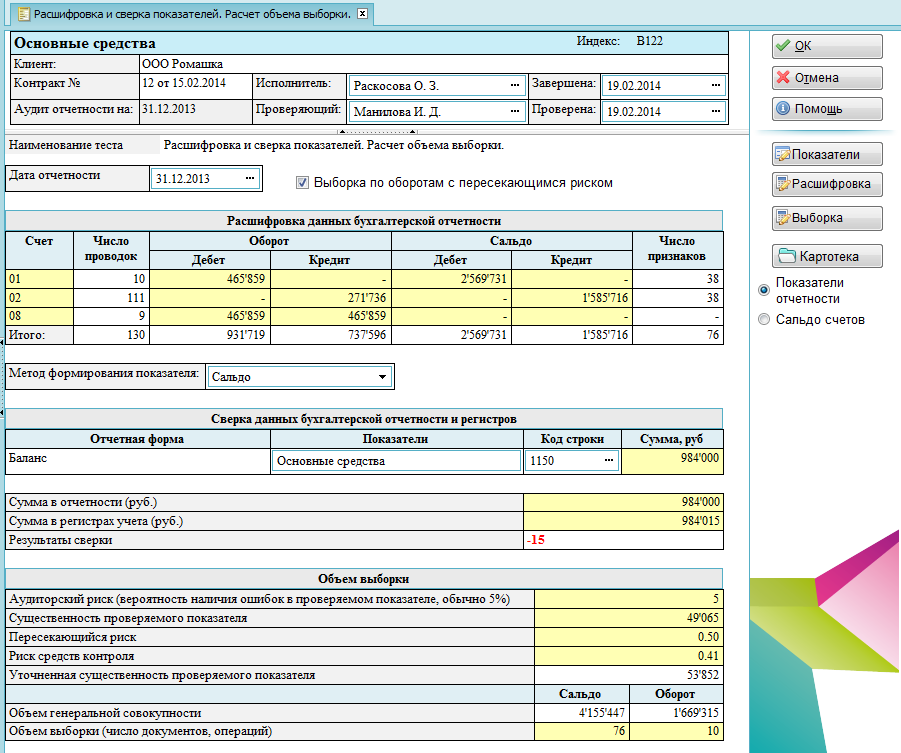 Расшифровка и сверка показателей. Расчет объема выборки.
Основные средства Индекс: B122
Клиент: ООО Ромашка
Контракт № 12 от 15.02.2014 Исполнитель: Раскосова О. З. Завершена: 19.02.2014
Аудит отчетности на: 31.12.2013 Проверяющий: Манилова И. Д. Проверена: 19.02.2014
Наименование теста Расшифровка и сверка показателей. Расчет объема выборки.
Дата отчетности 31.12.2013 Выборка по оборотам с пересекающимся риском
Расшифровка данных бухгалтерской отчетности
Счет Число проводок Оборот Сальдо Число признаков
Дебет Кредит Дебет Кредит
01 10 465'859 - 2'569'731 - 38
02 111 - 271'736 - 1'585'716 38
08 9 465'859 465'859 - - -
Итого: 130 931'719 737'596 2'569'731 1'585'716 76
Метод формирования показателя: Сальдо
Сверка данных бухгалтерской отчетности и регистров
Отчетная форма Показатели Код строки Сумма, руб
Баланс Основные средства 1150 984'000
Сумма в отчетности (руб.) 984'000
Сумма в регистрах учета (руб.) 984'015
Результаты сверки -15
Объем выборки
Аудиторский риск (вероятность наличия ошибок в проверяемом показателе, обычно 5%) 5
Существенность проверяемого показателя 49'065
Пересекающийся риск 0.50
Риск средств контроля 0.41
Уточненная существенность проверяемого показателя 53'852
Сальдо Оборот
Объем генеральной совокупности 4'155'447 1'669'315
Объем выборки (число документов, операций) 76 10
OK
Отмена
Помощь
Показатели
Расшифровка
Выборка
Картотека
Показатели
отчетности
Сальдо счетов